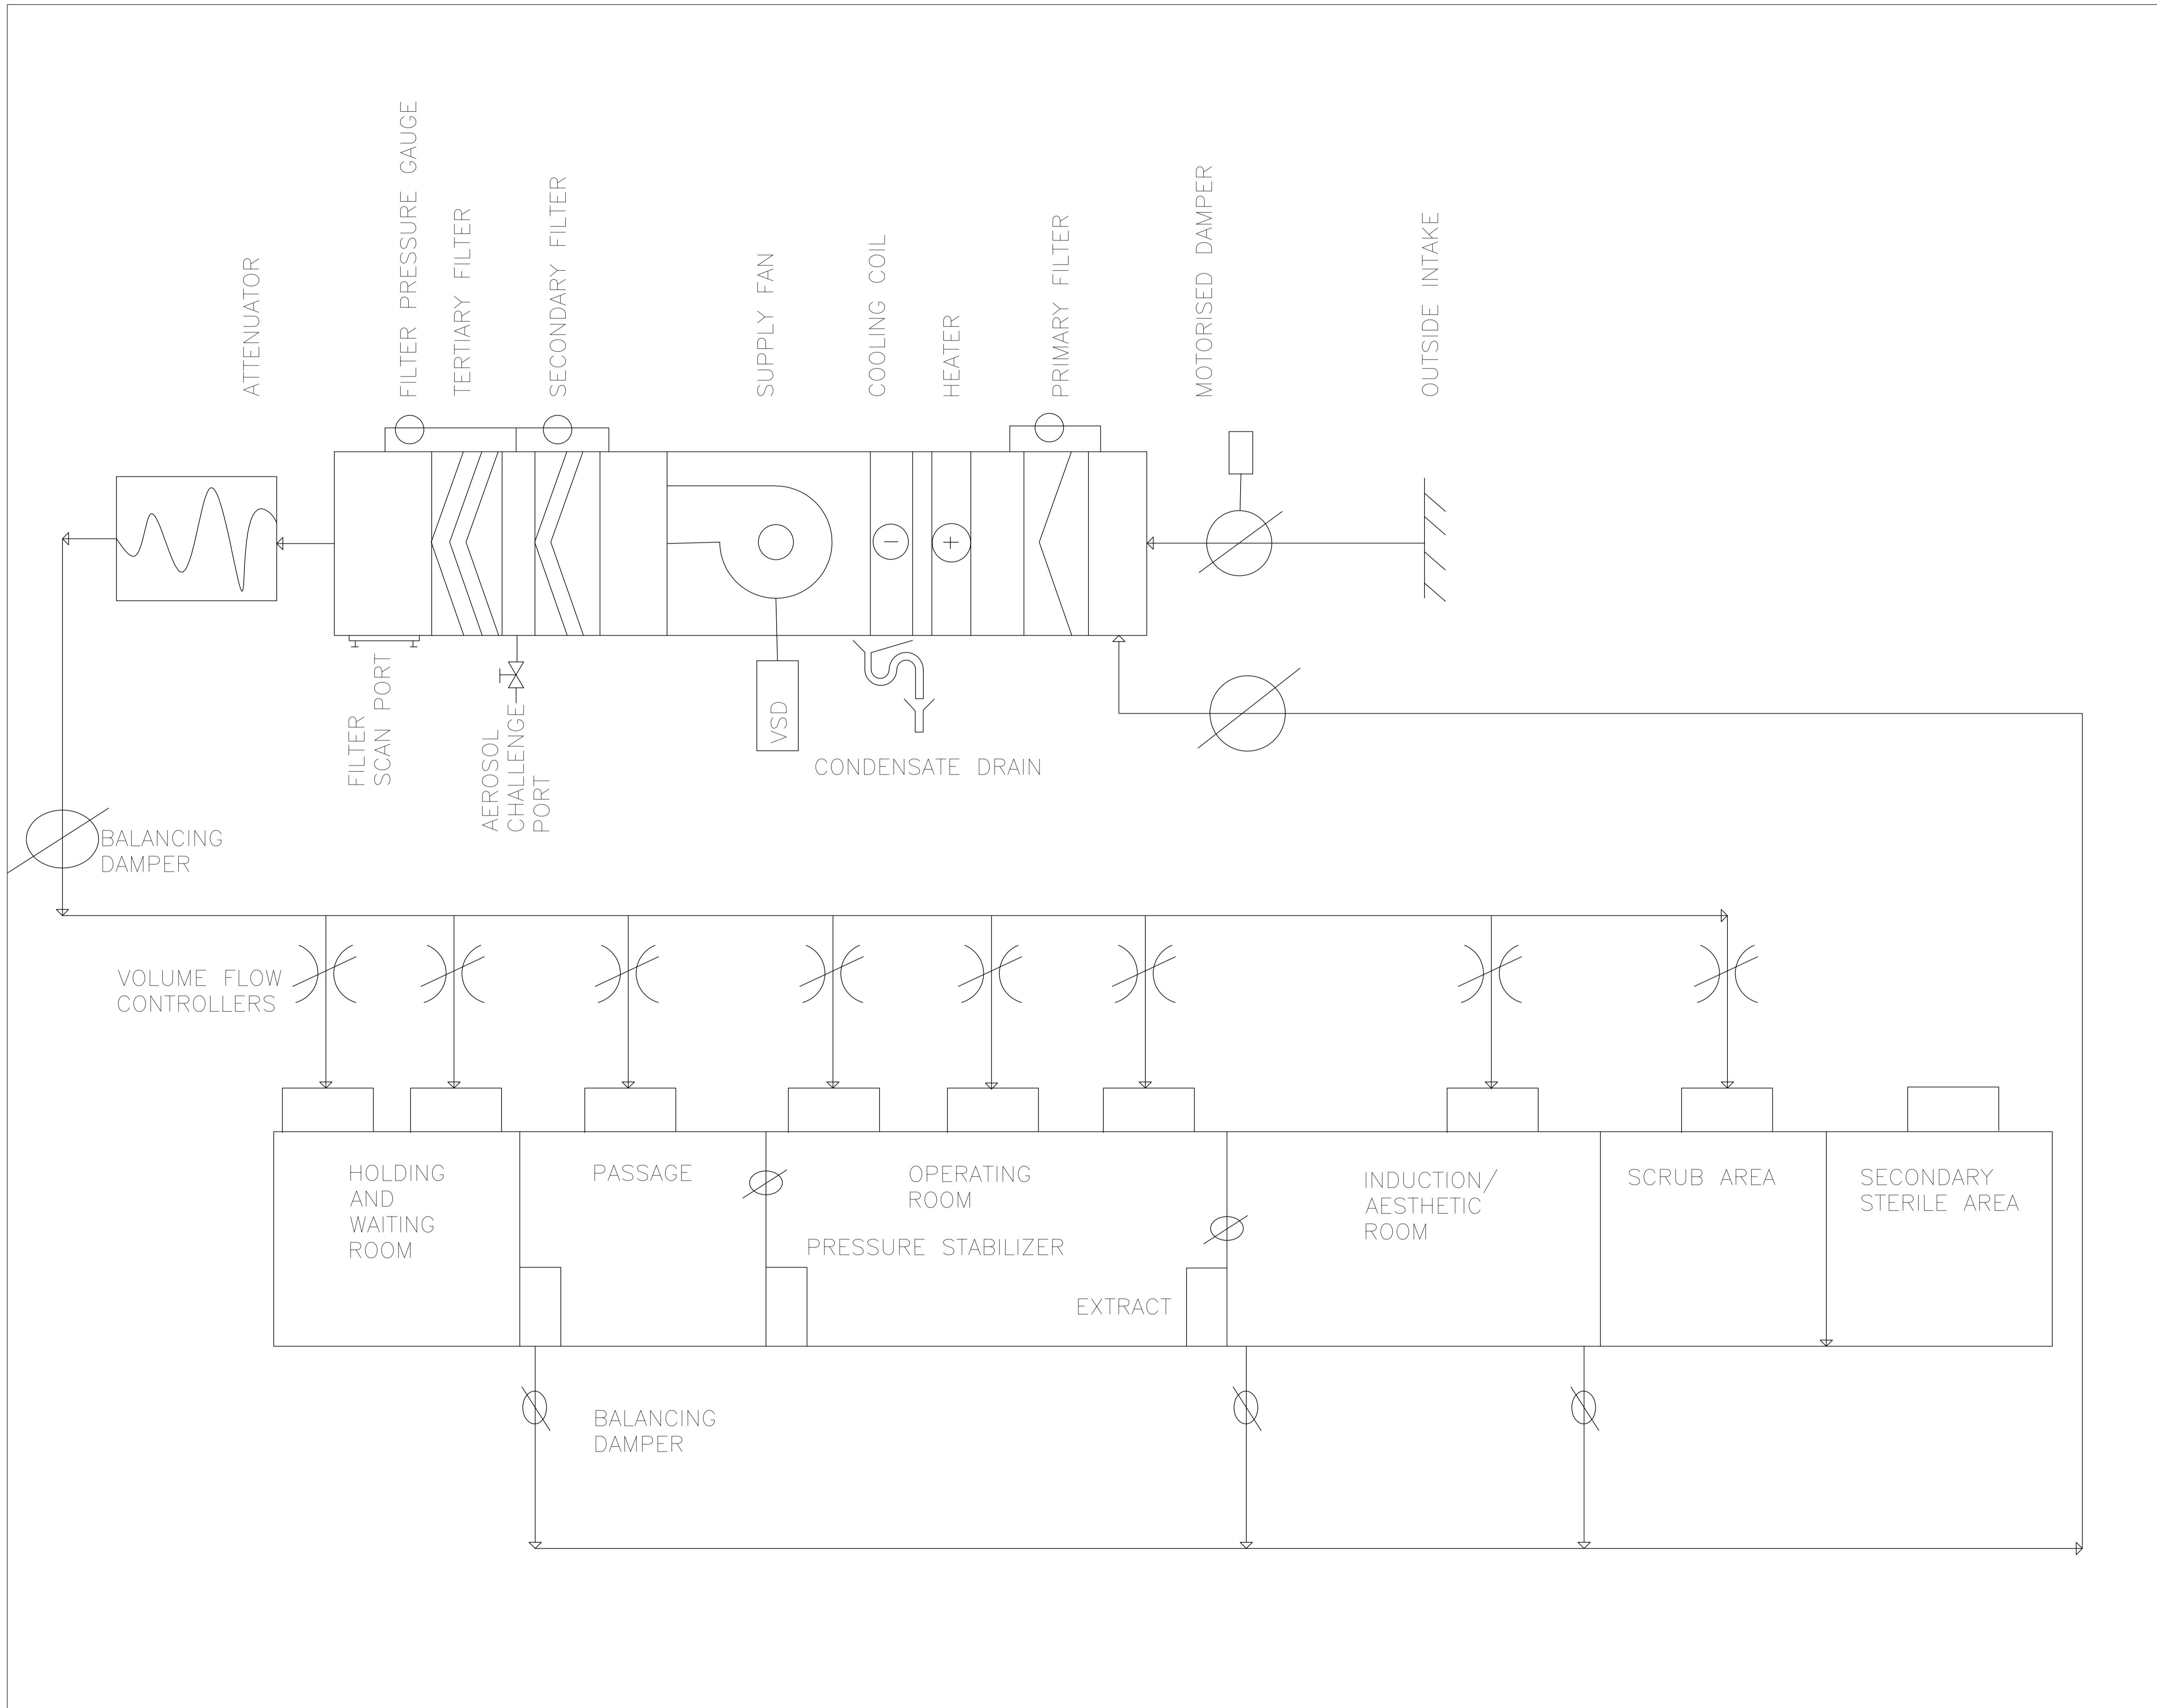 ATTENUATOR
FILTER PRESSURE GAUGE
TERTIARY FILTER
SECONDARY FILTER
SUPPLY FAN
COOLING COIL
HEATER
PRIMARY FILTER
MOTORISED DAMPER
OUTSIDE INTAKE
FILTER
SCAN PORT
AEROSOL
CHALLENGE
PORT
VSD
CONDENSATE DRAIN
BALANCING
DAMPER
VOLUME FLOW
CONTROLLERS
HOLDING
AND
WAITING
ROOM
PASSAGE
OPERATING
ROOM
PRESSURE STABILIZER
EXTRACT
INDUCTION/
AESTHETIC
ROOM
SCRUB AREA
SECONDARY
STERILE AREA
BALANCING
DAMPER